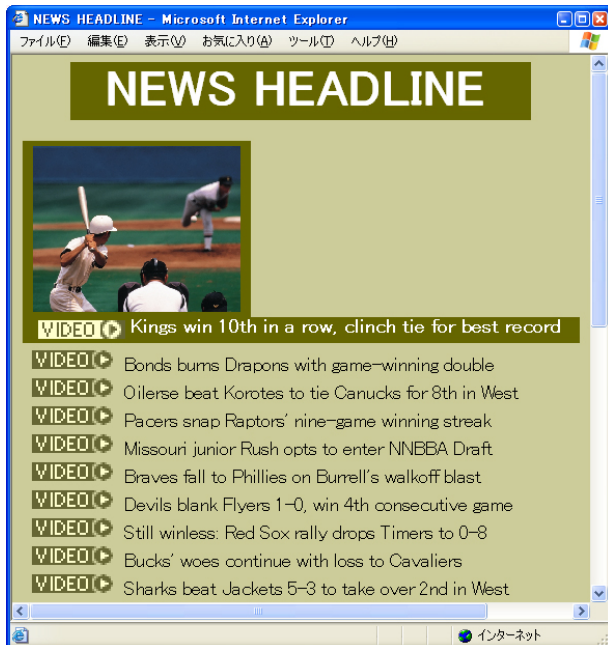 NEWS HEADLINE - Microsoft Internet Explorer
ファイル(F) 編集(E) 表示(V) お気に入り(A) ツール(T) ヘルプ(H)
NEWS HEADLINE
VIDEO Kings win 10th in a row, clinch tie for best record
VIDEO Bonds burns Drapons with game-winning double
VIDEO Oilerse beat Korotes to tie Canucks for 8th in West
VIDEO Pacers snap Raptors' nine-game winning streak
VIDEO Missouri junior Rush opts to enter NNBBA Draft
VIDEO Braves fall to Phillies on Burrell's walkoff blast
VIDEO Devils blank Flyers 1-0, win 4th consecutive game
VIDEO Still winless: Red Sox rally drops Timers to 0-8
VIDEO Bucks' woes continue with loss to Cavaliers
VIDEO Sharks beat Jackets 5-3 to take over 2nd in West
インターネット